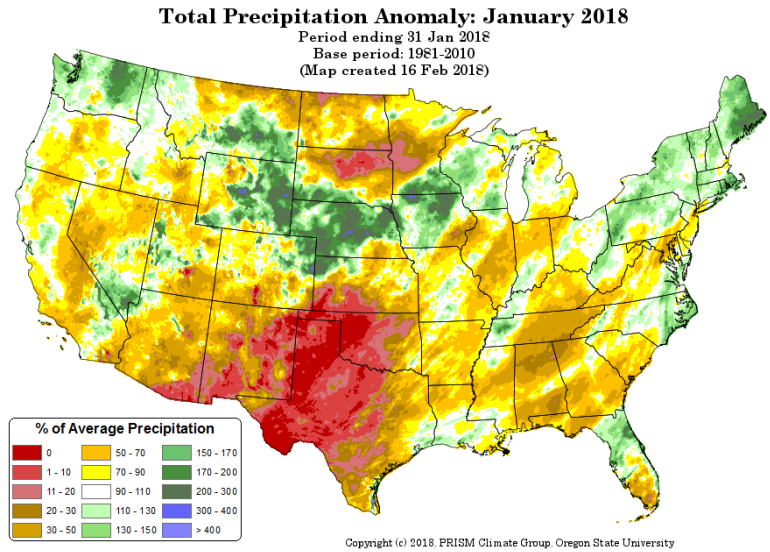 Total Precipitation Anomaly: January 2018
Period ending 31 Jan 2018
Base period: 1981-2010
(Map created 16 Feb 2018)
% of Average Precipitation
0
1 - 10
11 - 20
20 - 30
30 - 50
50 - 70
70 - 90
90 - 110
110 - 130
130 - 150
150 - 170
170 - 200
200 - 300
300 - 400
> 400
Copyright (c) 2018, PRISM Climate Group, Oregon State University